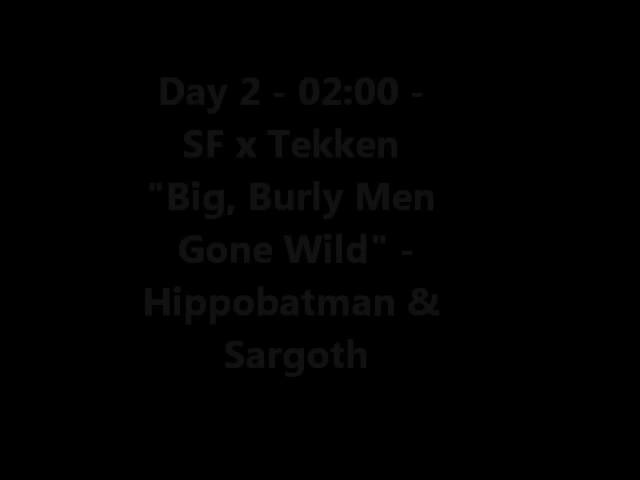 Day 2 - 02:00 -
SF x Tekken
"Big, Burly Men
Gone Wild" -
Hippobatman &
Sargoth